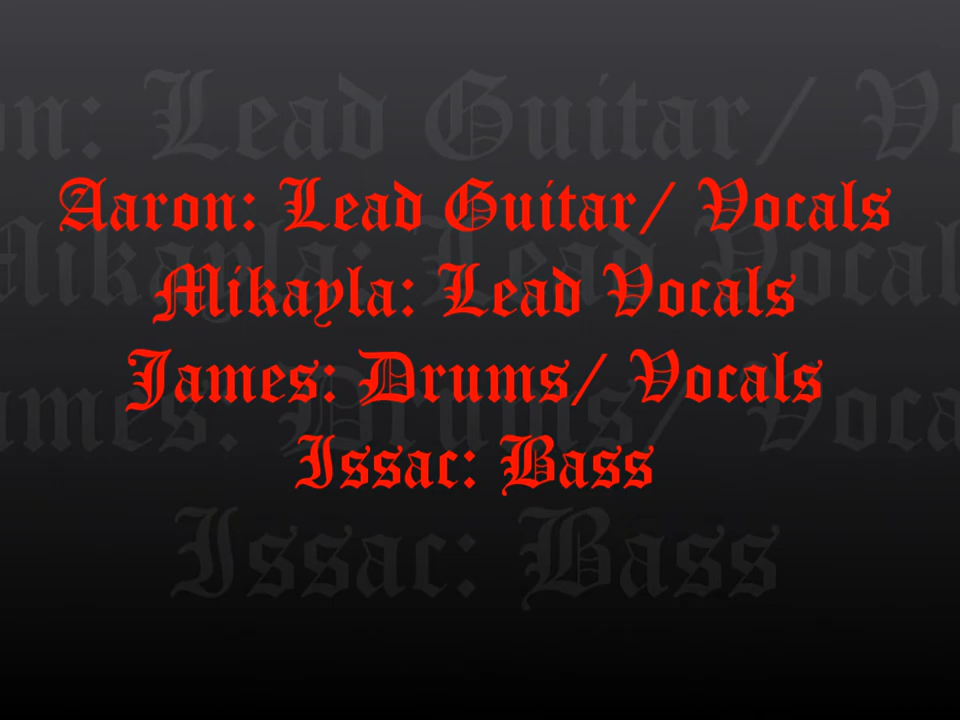 Aaron: Lead Guitar/ Vocals
Mikayla: Lead Vocals
James: Drums/ Vocals
Issac: Bass